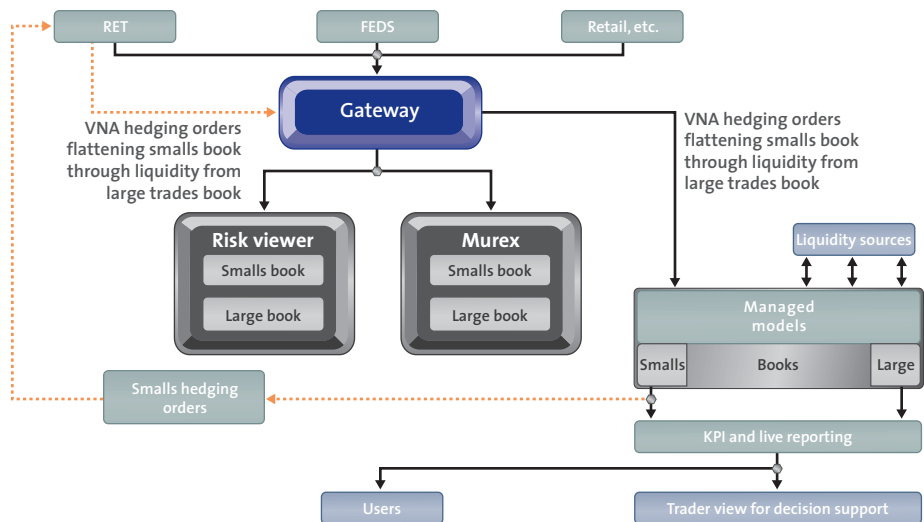 RET
FEDS
Retail, etc.
Gateway
VNA hedging orders
flattening smalls book
through liquidity from
large trades book
VNA hedging orders
flattening smalls book
through liquidity from
large trades book
Risk viewer
Smalls book
Large book
Murex
Smalls book
Large book
Liquidity sources
Managed
models
Smalls
Books
Large
Smalls hedging
orders
KPI and live reporting
Users
Trader view for decision support